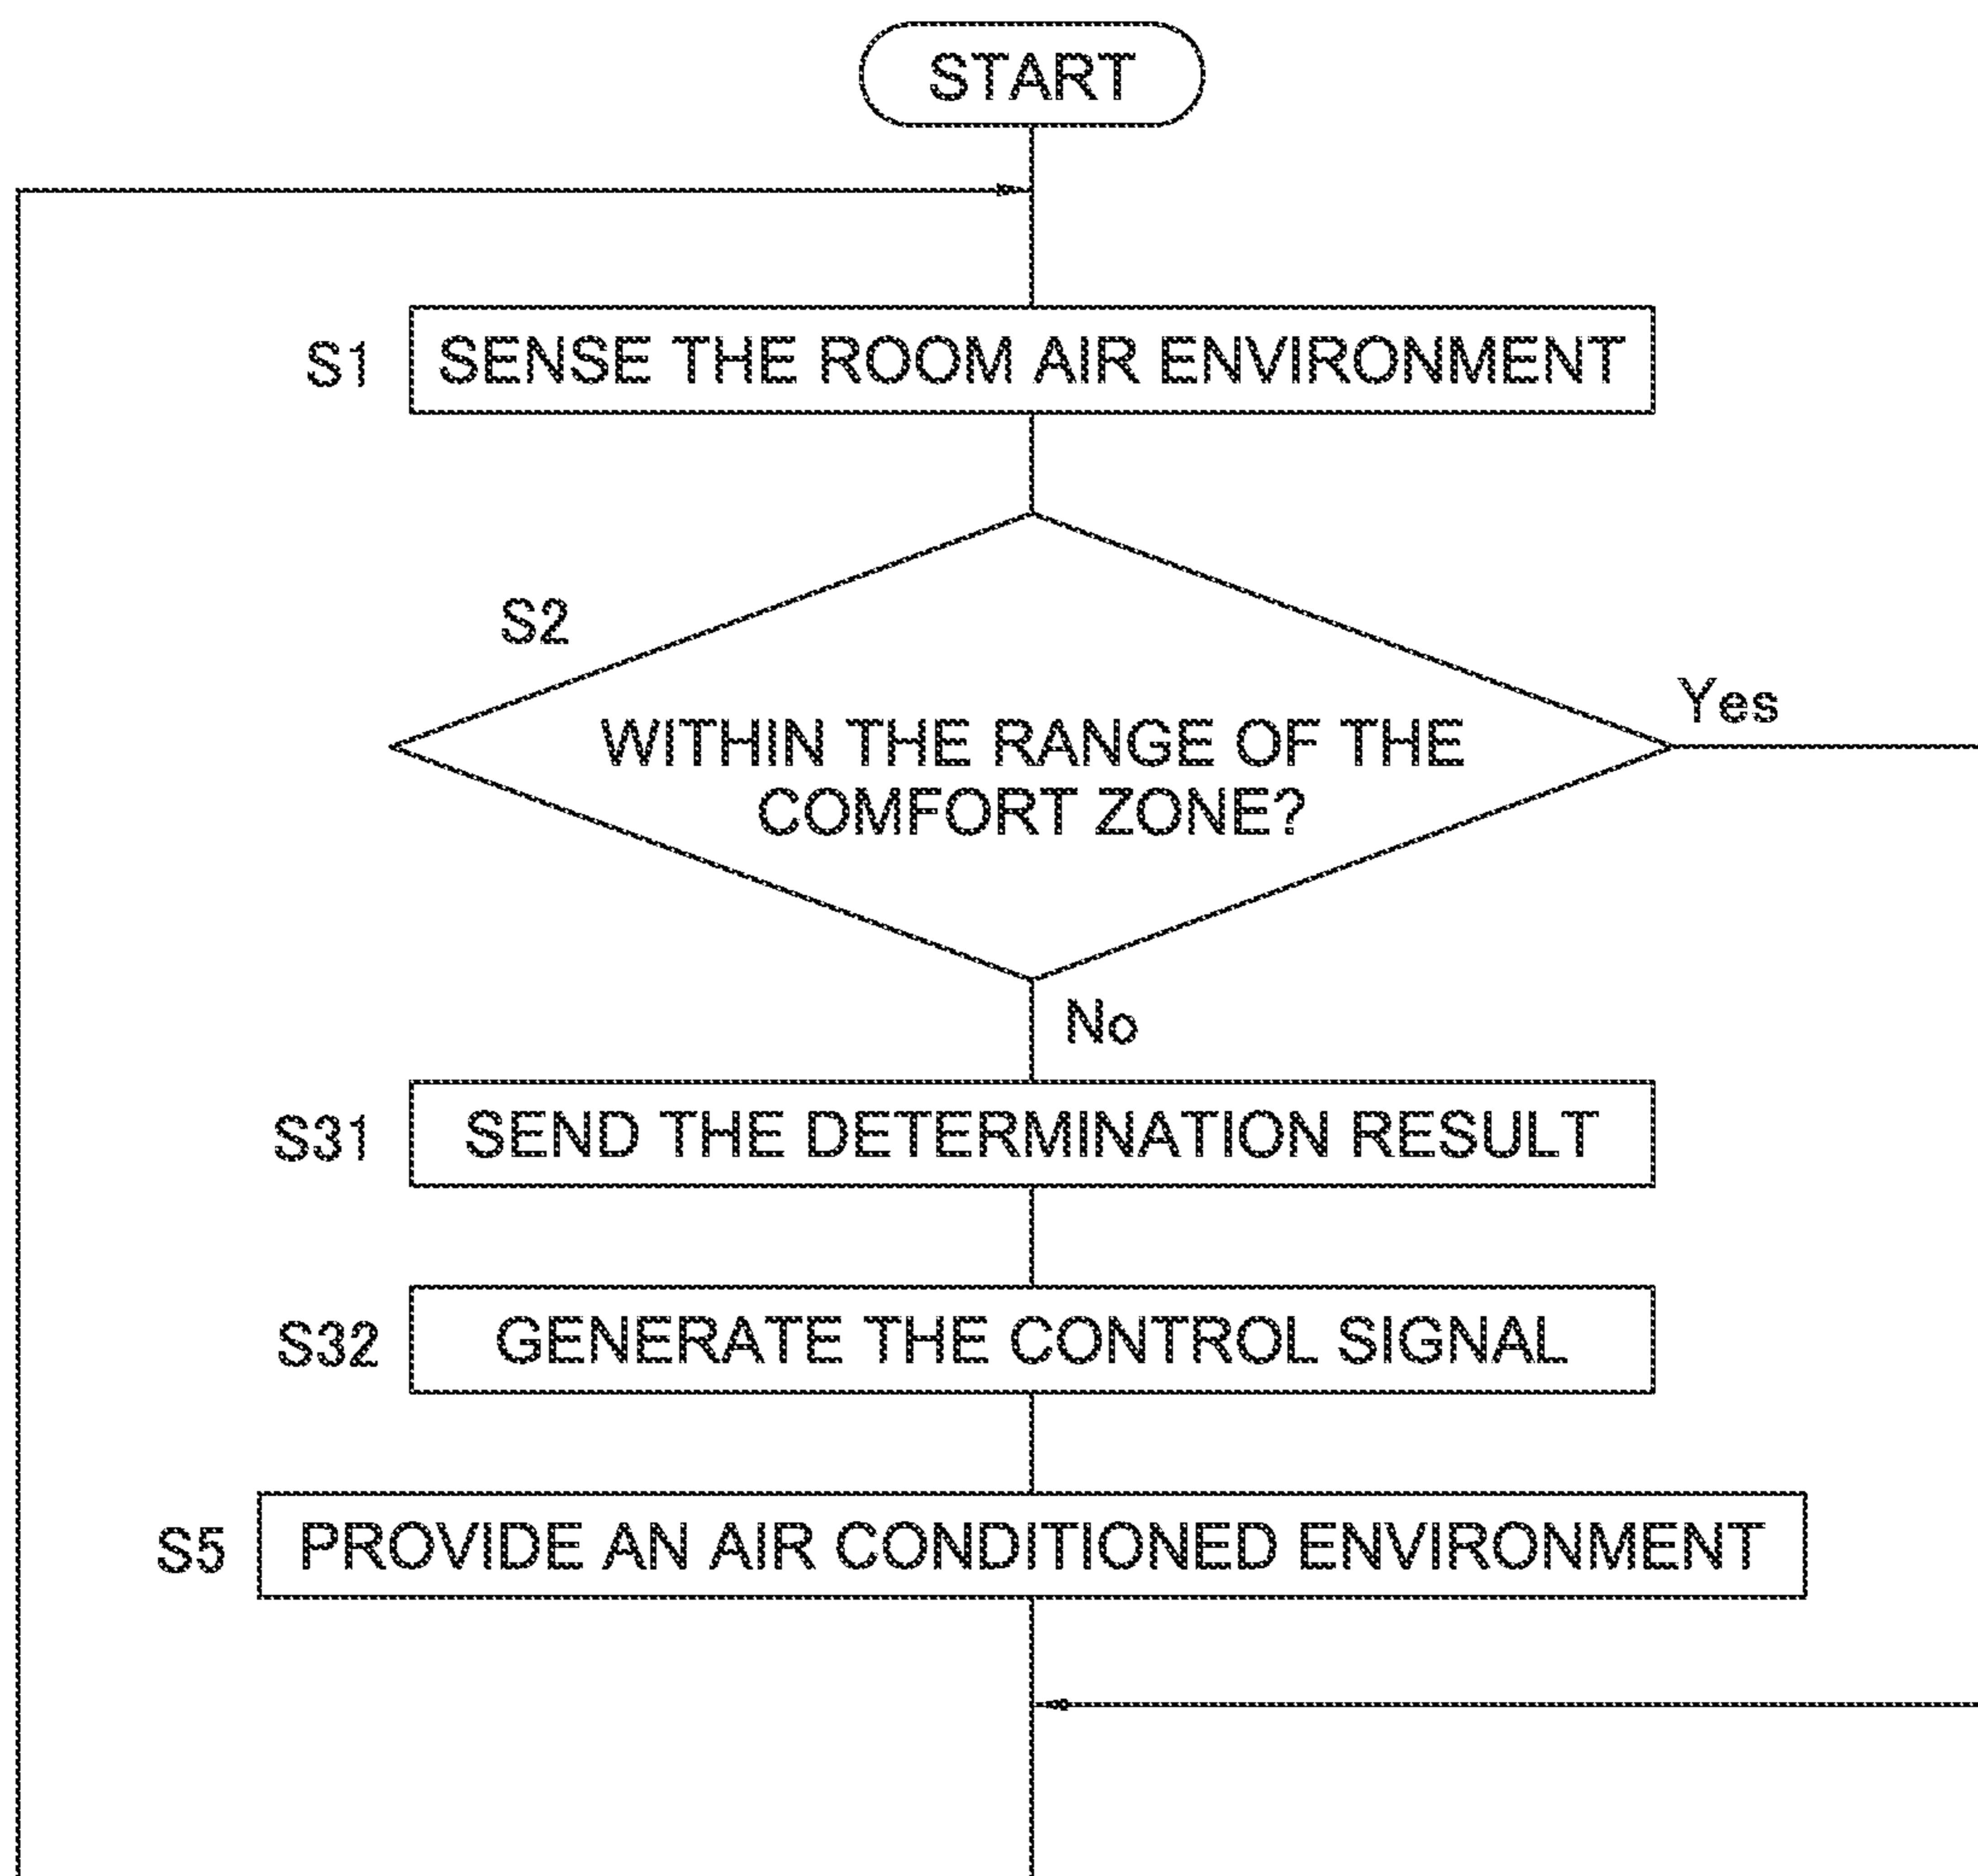 START
S1 SENSE THE ROOM AIR ENVIRONMENT
S2
Yes
WITHIN THE RANGE OF THE
COMFORT ZONE?
No
S31 SEND THE DETERMINATION RESULT
S32 GENERATE THE CONTROL SIGNAL
S5 PROVIDE AN AIR CONDITIONED ENVIRONMENT